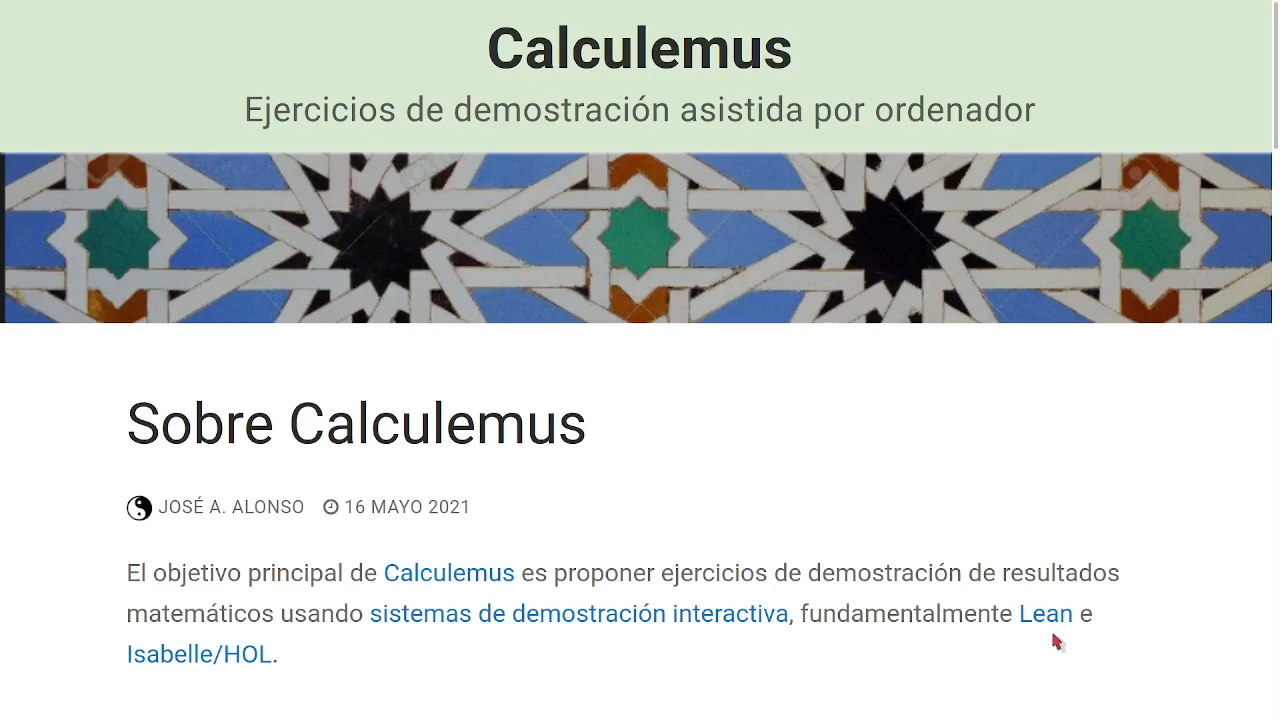 Calculemus
Ejercicios de demostración asistida por ordenador
Sobre Calculemus
JOSÉ A. ALONSO 16 MAYO 2021
El objetivo principal de Calculemus es proponer ejercicios de demostración de resultados
matemáticos usando sistemas de demostración interactiva, fundamentalmente Lean e
Isabelle/HOL.